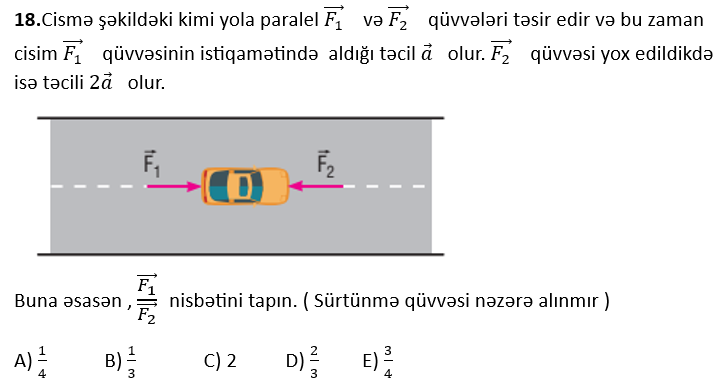 18.Cismə şəkildəki kimi yola paralel $\overrightarrow{F_1}$ və $\overrightarrow{F_2}$ qüvvələri təsir edir və bu zaman
cisim $\overrightarrow{F_1}$ qüvvəsinin istiqamətində aldığı təcil $\vec{a}$ olur. $\overrightarrow{F_2}$ qüvvəsi yox edildikdə
isə təcili 2$\vec{a}$ olur.
$\vec{F}_1$ $\vec{F}_2$
Buna əsasən , $\frac{\overrightarrow{F_1}}{\overrightarrow{F_2}}$ nisbətini tapın. ( Sürtünmə qüvvəsi nəzərə alınmır )
A) $\frac{1}{4}$ B) $\frac{1}{3}$ C) 2 D) $\frac{2}{3}$ E) $\frac{3}{4}$